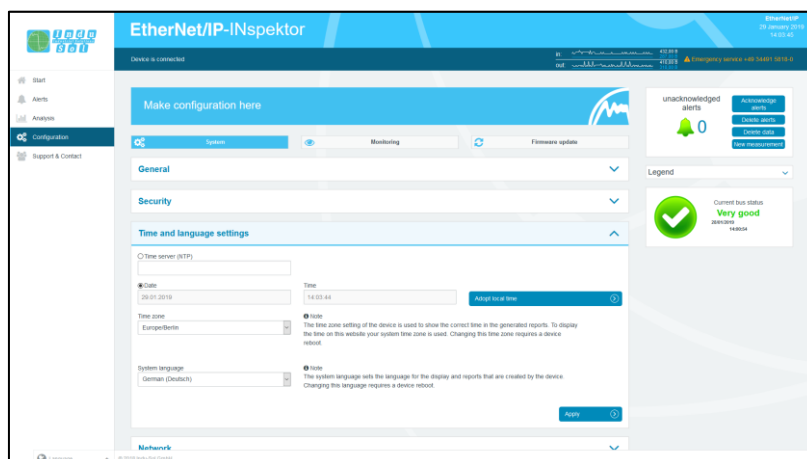 EtherNet/IP-INspektor
EtherNet/IP
29 January 2019
14:03:45
Device is connected
in
out
Emergency service +49 34491 5818-0
Start
Alerts
Analysis
Configuration
Support & Contact
Make configuration here
System
Monitoring
Firmware update
General
Security
Time and language settings
Time server (NTP)
Date
Time
29.01.2019
14:03:44
Adopt local time
Time zone
Europe/Berlin
Note
The time zone setting of the device is used to show the correct time in the generated reports. To display
the time on this website your system time zone is used. Changing this time zone requires a device
reboot.
System language
German (Deutsch)
Note
The system language sets the language for the display and reports that are created by the device.
Changing this language requires a device reboot.
Apply
Network
unacknowledged
alerts
0
Acknowledge
alerts
Delete alerts
Delete data
New measurement
Legend
Current bus status
Very good
Language